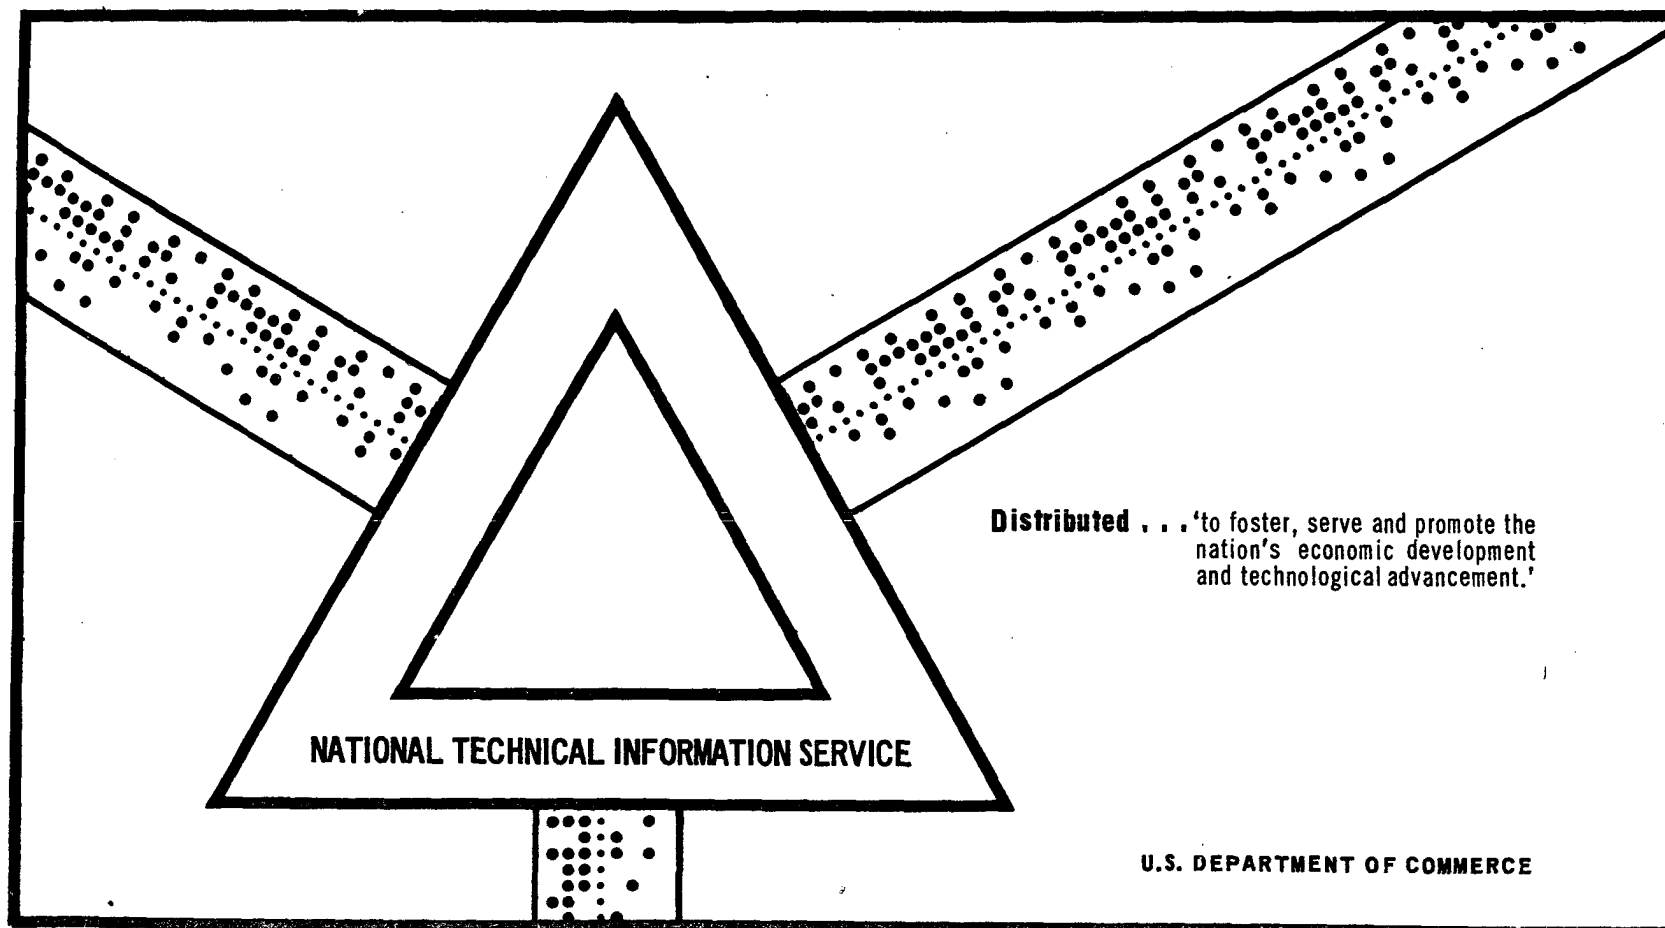 Distributed . . . 'to foster, serve and promote the
nation's economic development
and technological advancement.'
NATIONAL TECHNICAL INFORMATION SERVICE
U.S. DEPARTMENT OF COMMERCE